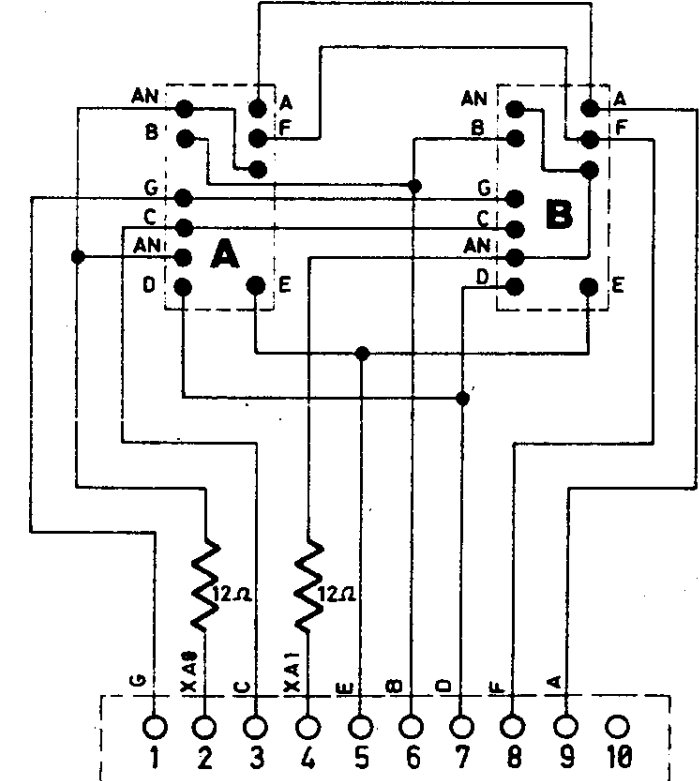 AN A AN A
B F B F
G G
C C
A B
AN AN
D E D E
12Ω 12Ω
G XA0 C XA1 E B D F A
1 2 3 4 5 6 7 8 9 10